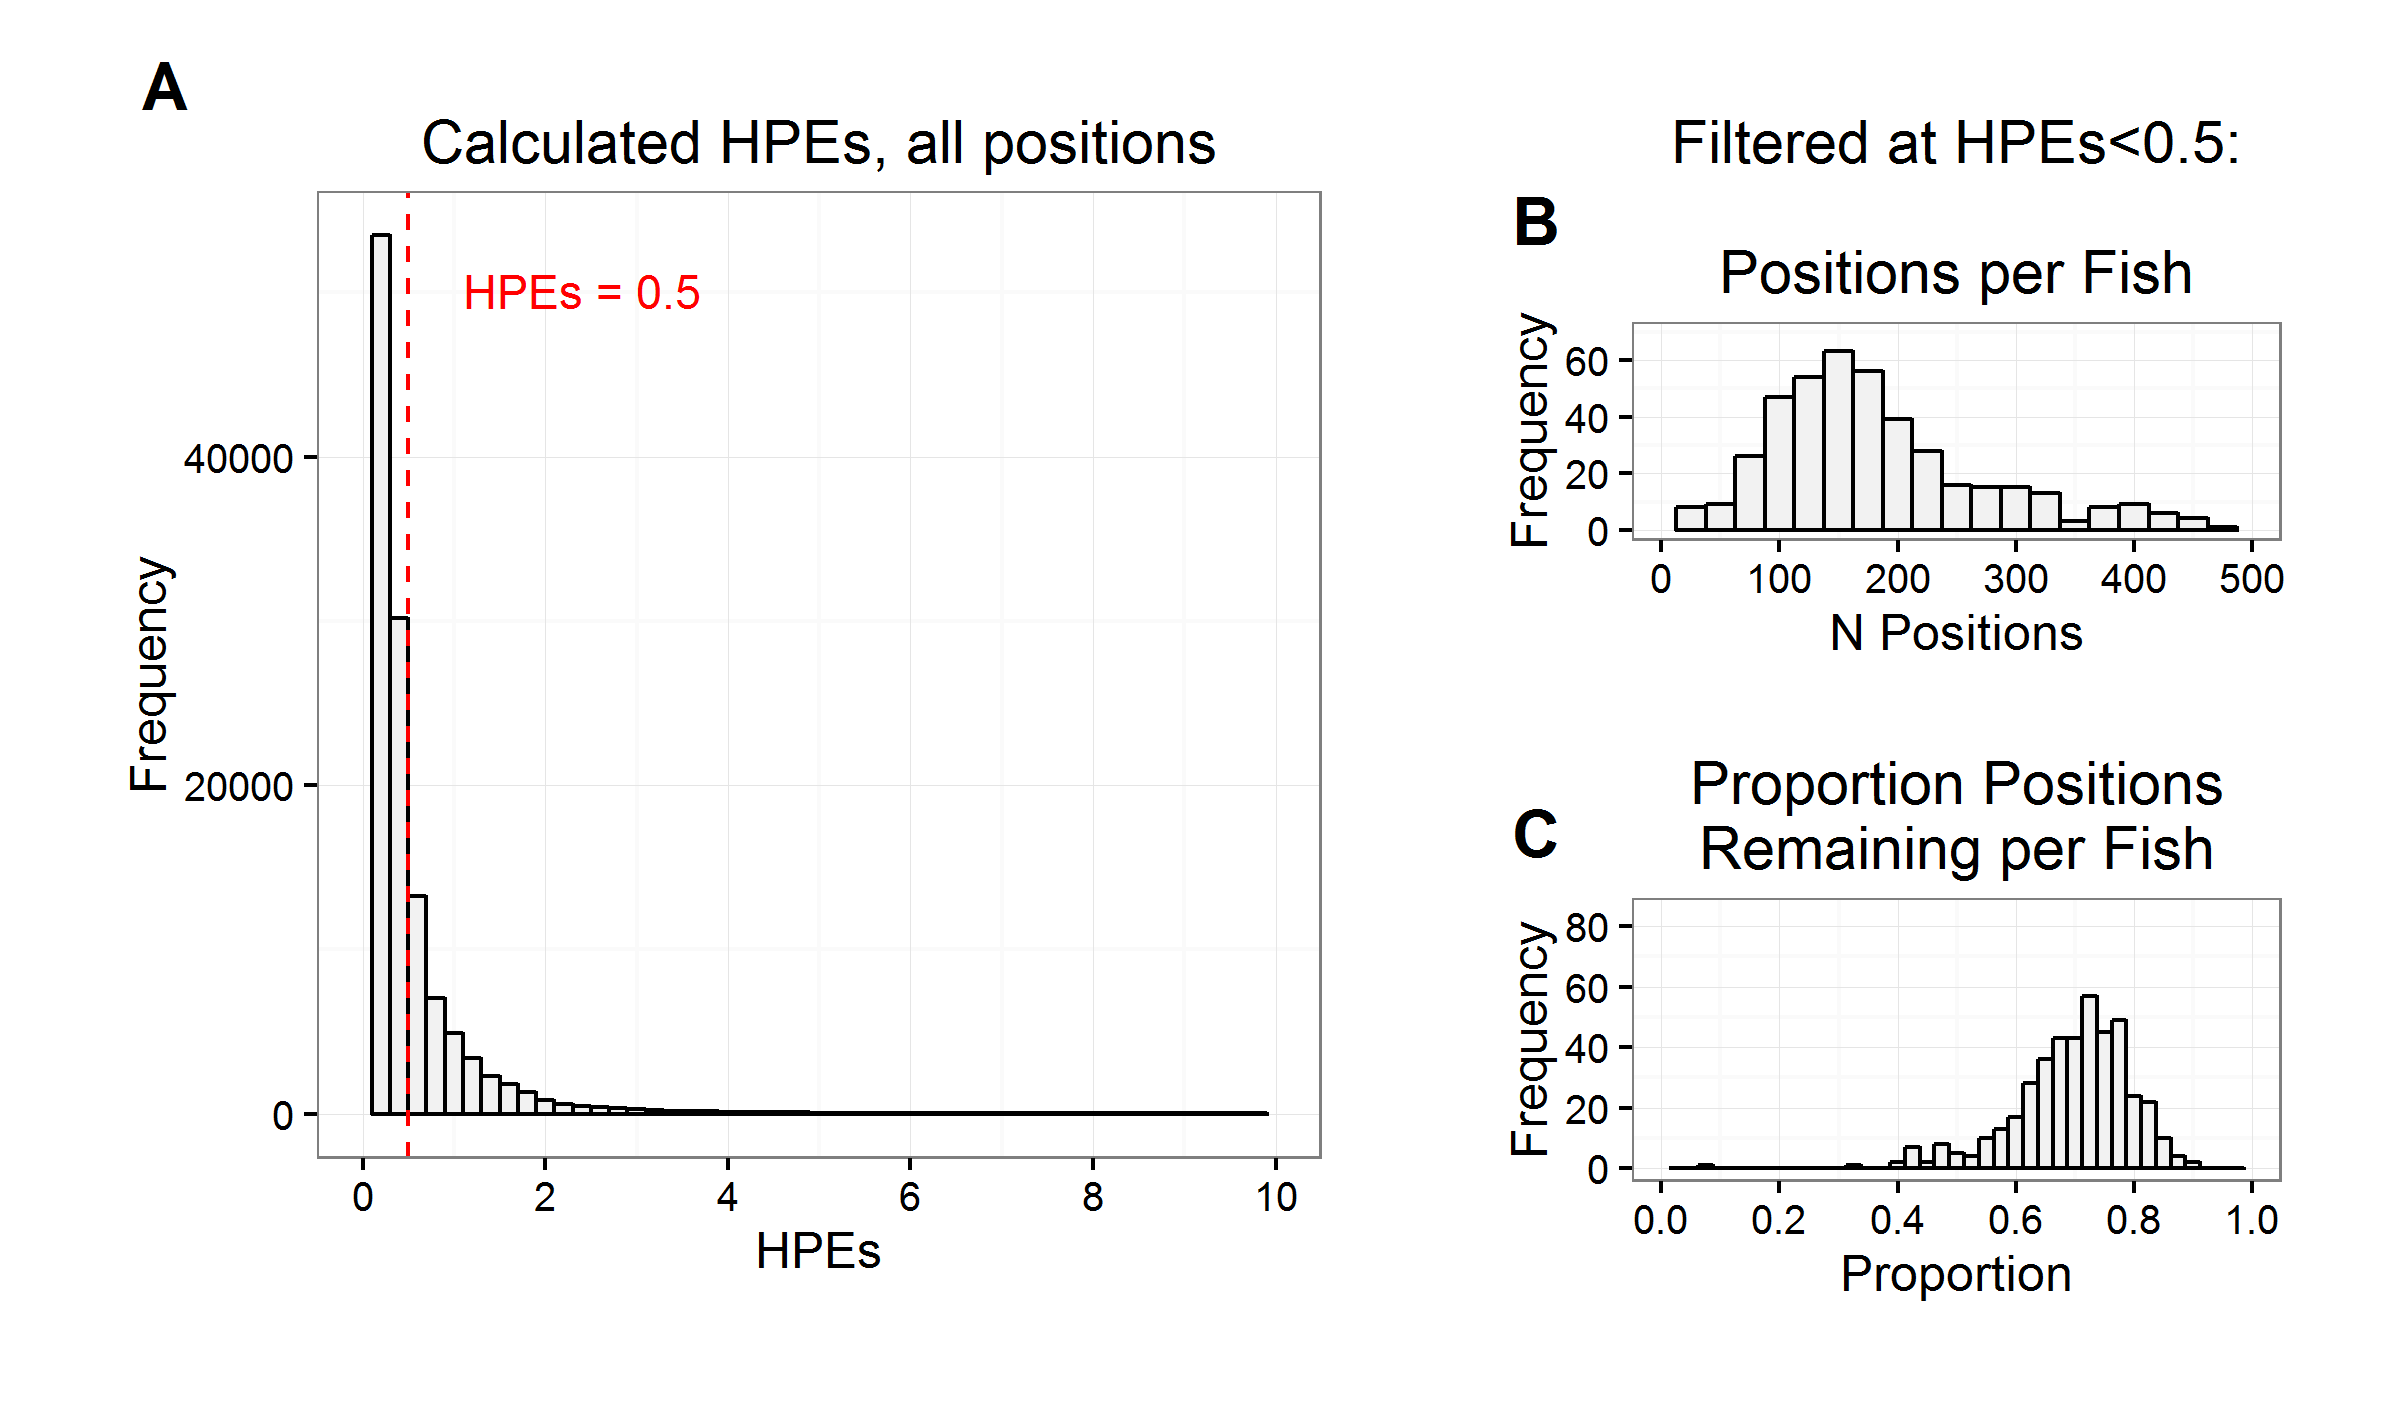 A
Calculated HPEs, all positions
HPEs = 0.5
Frequency
40000
20000
0
0 2 4 6 8 10
HPEs
Filtered at HPEs<0.5:
B
Positions per Fish
Frequency
60
40
20
0
0 100 200 300 400 500
N Positions
C
Proportion Positions
Remaining per Fish
Frequency
80
60
40
20
0
0.0 0.2 0.4 0.6 0.8 1.0
Proportion